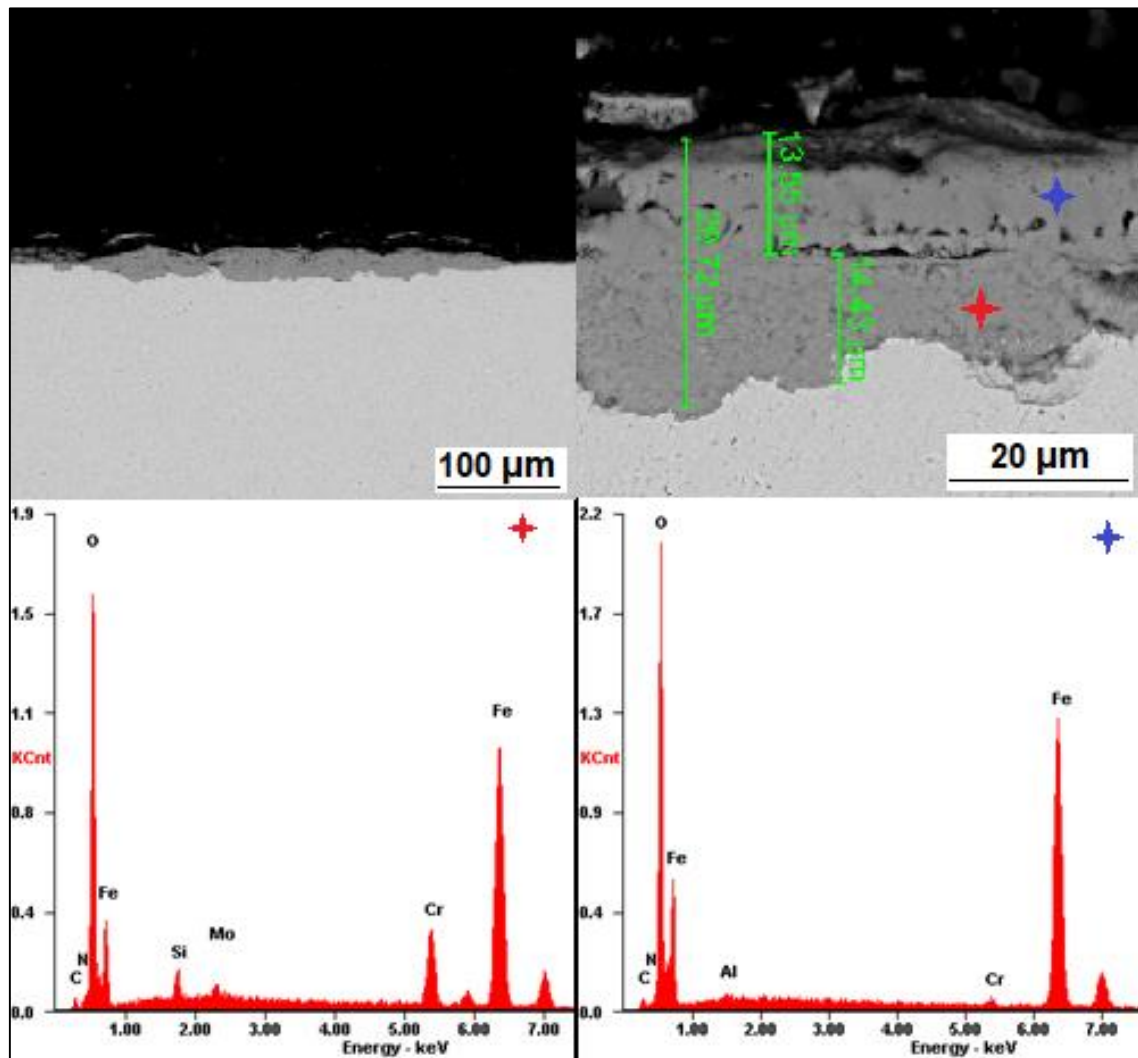 13.55 µm
28.72 µm
14.43 µm
100 µm
20 µm
1.9
O
1.5
Fe
1.1
KCnt
0.8
Fe
Cr
0.4
Mo
Si
N
C
1.00 2.00 3.00 4.00 5.00 6.00 7.00
Energy - keV
2.2
O
1.7
1.3
Fe
KCnt
0.9
Fe
0.4
N
C
Al
Cr
1.00 2.00 3.00 4.00 5.00 6.00 7.00
Energy - keV